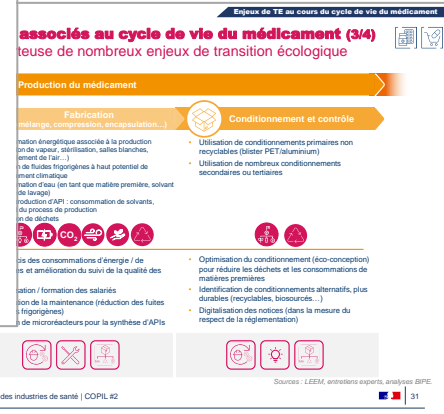 Enjeux de TE au cours du cycle de vie du médicament
associés au cycle de vie du médicament (3/4)
teuse de nombreux enjeux de transition écologique
Production du médicament
Fabrication
mélange, compression, encapsulation…)
Conditionnement et contrôle
mation énergétique associée à la production
on de vapeur, stérilisation, salles blanches,
ement de l'air…)
n de fluides frigorigènes à haut potentiel de
ment climatique
mation d'eau (en tant que matière première, solvant
de lavage)
roduction d'API : consommation de solvants,
du process de production
on de déchets
• Utilisation de conditionnements primaires non
recyclables (blister PET/aluminium)
• Utilisation de nombreux conditionnements
secondaires ou tertiaires
CO2
cis des consommations d'énergie / de
es et amélioration du suivi de la qualité des
sation / formation des salariés
tion de la maintenance (réduction des fuites
s frigorigènes)
n de microréacteurs pour la synthèse d'APIs
• Optimisation du conditionnement (éco-conception)
pour réduire les déchets et les consommations de
matières premières
• Identification de conditionnements alternatifs, plus
durables (recyclables, biosourcés…)
• Digitalisation des notices (dans la mesure du
respect de la réglementation)
Sources : LEEM, entretiens experts, analyses BIPE.
des industries de santé | COPIL #2
31